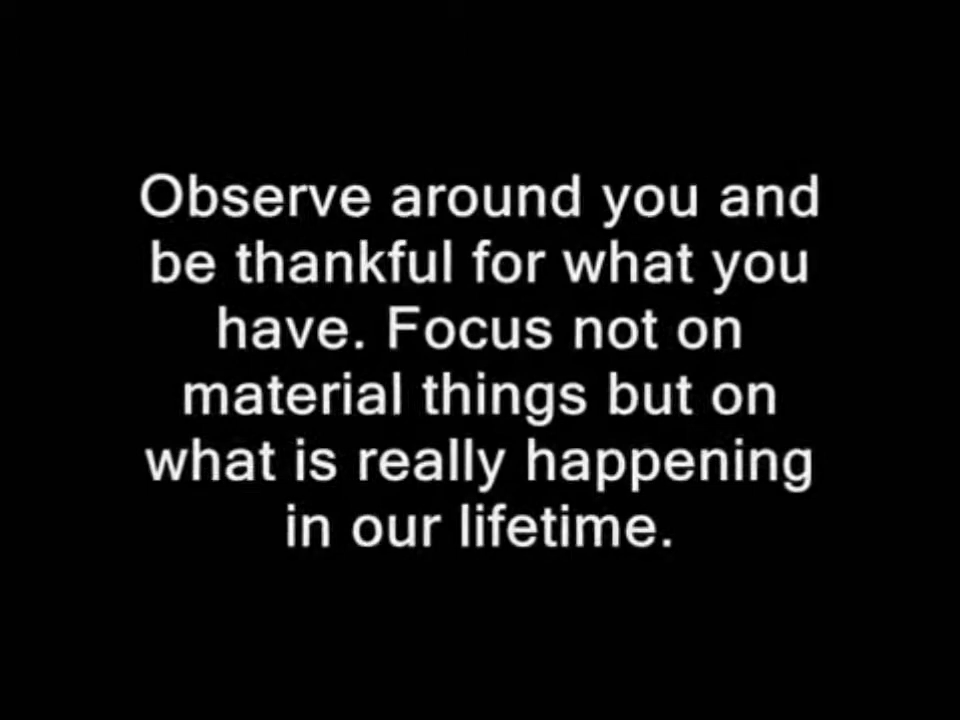 Observe around you and
be thankful for what you
have. Focus not on
material things but on
what is really happening
in our lifetime.